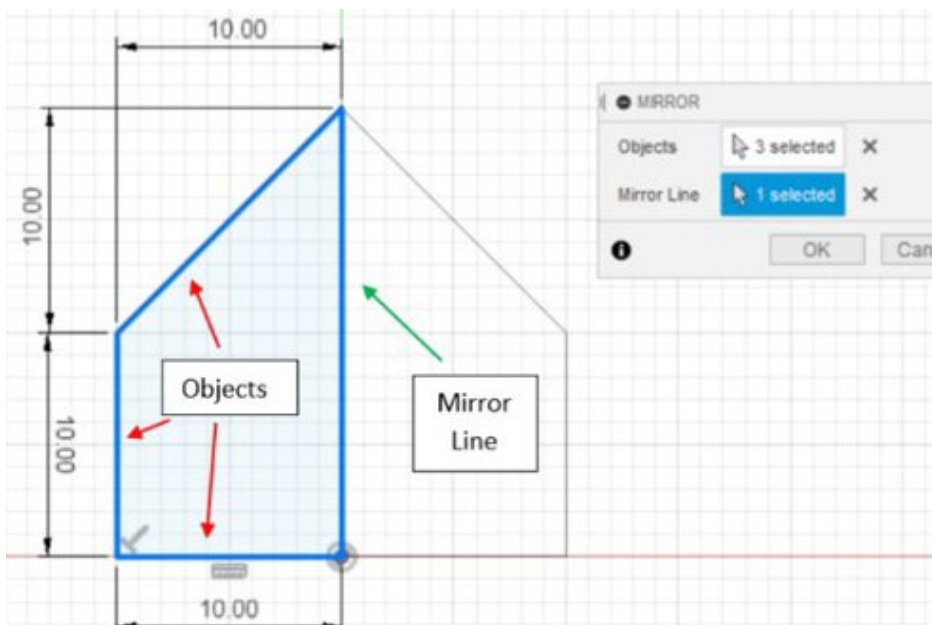 10.00
MIRROR
Objects 3 selected
Mirror Line 1 selected
OK
10.00
Objects
Mirror
Line
10.00
10.00